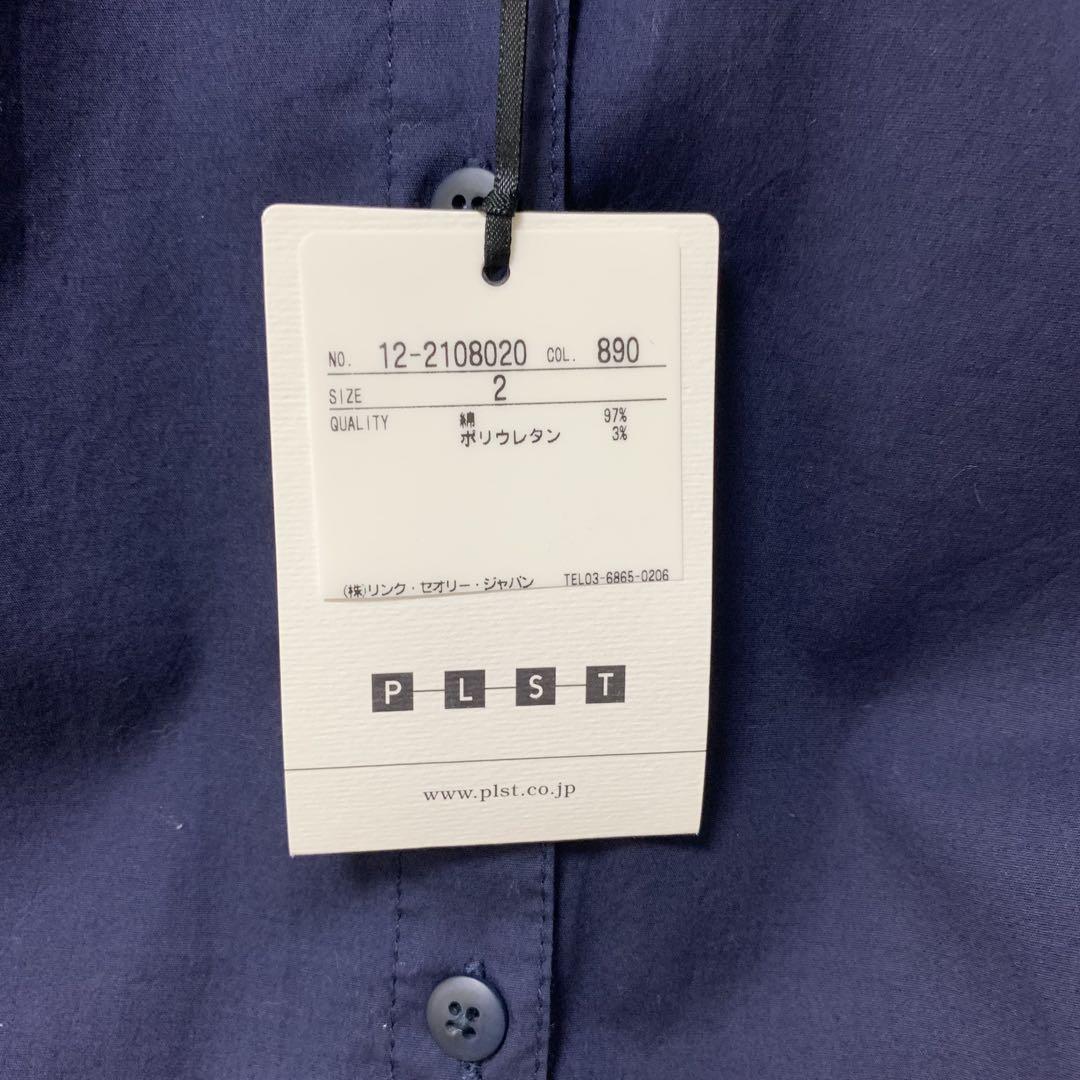 NO. 12-2108020 COL. 890
SIZE 2
QUALITY 綿 97%
ポリウレタン 3%
(株)リンク・セオリー・ジャパン TEL03-6865-0206
PLST
www.plst.co.jp